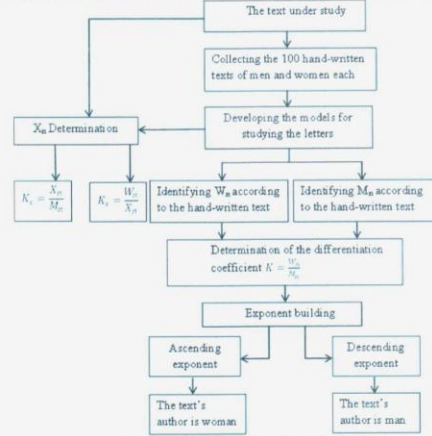 The text under study
Collecting the 100 hand-written
texts of men and women each
Developing the models for
studying the letters
Xₙ Determination
Kₓ = Xₙ/Mₙ
Kₓ = Wₙ/Xₙ
Identifying Wₙ according
to the hand-written text
Identifying Mₙ according
to the hand-written text
Determination of the differentiation
coefficient K = Wₙ/Mₙ
Exponent building
Ascending
exponent
Descending
exponent
The text's
author is woman
The text's
author is man